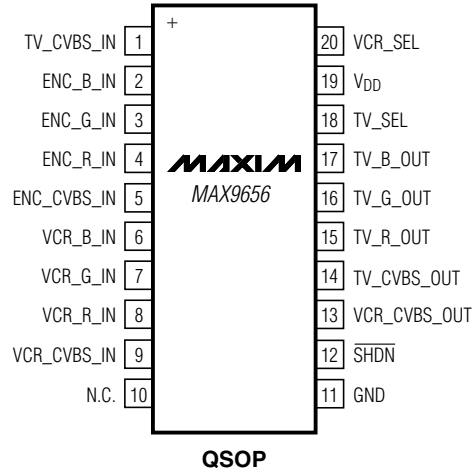 +
TV_CVBS_IN 1
ENC_B_IN 2
ENC_G_IN 3
ENC_R_IN 4
ENC_CVBS_IN 5
VCR_B_IN 6
VCR_G_IN 7
VCR_R_IN 8
VCR_CVBS_IN 9
N.C. 10
MAXIM
MAX9656
20 VCR_SEL
19 VDD
18 TV_SEL
17 TV_B_OUT
16 TV_G_OUT
15 TV_R_OUT
14 TV_CVBS_OUT
13 VCR_CVBS_OUT
12 S̅H̅D̅N̅
11 GND
QSOP